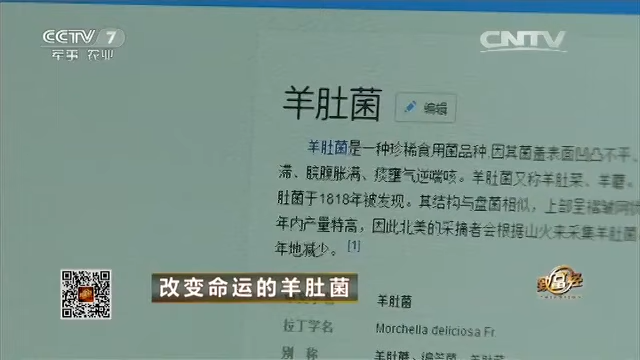 CCTV 7
军事 农业
CNTV
羊肚菌 编辑
羊肚菌是一种珍稀食用菌品种,因其菌盖表面凹凸不平、
滞、脘腹胀满、痰壅气逆喘咳。羊肚菌又称羊肚菜、羊蘑、
肚菌于1818年被发现。其结构与盘菌相似，上部呈褶皱网状
年内产量特高，因此北美的采摘者会根据山火来采集羊肚菌
年地减少。[1]
改变命运的羊肚菌
致富经
羊肚菌
拉丁学名 Morchella deliciosa Fr.
别 称 羊肚蘑、编笠菌、羊肚菜